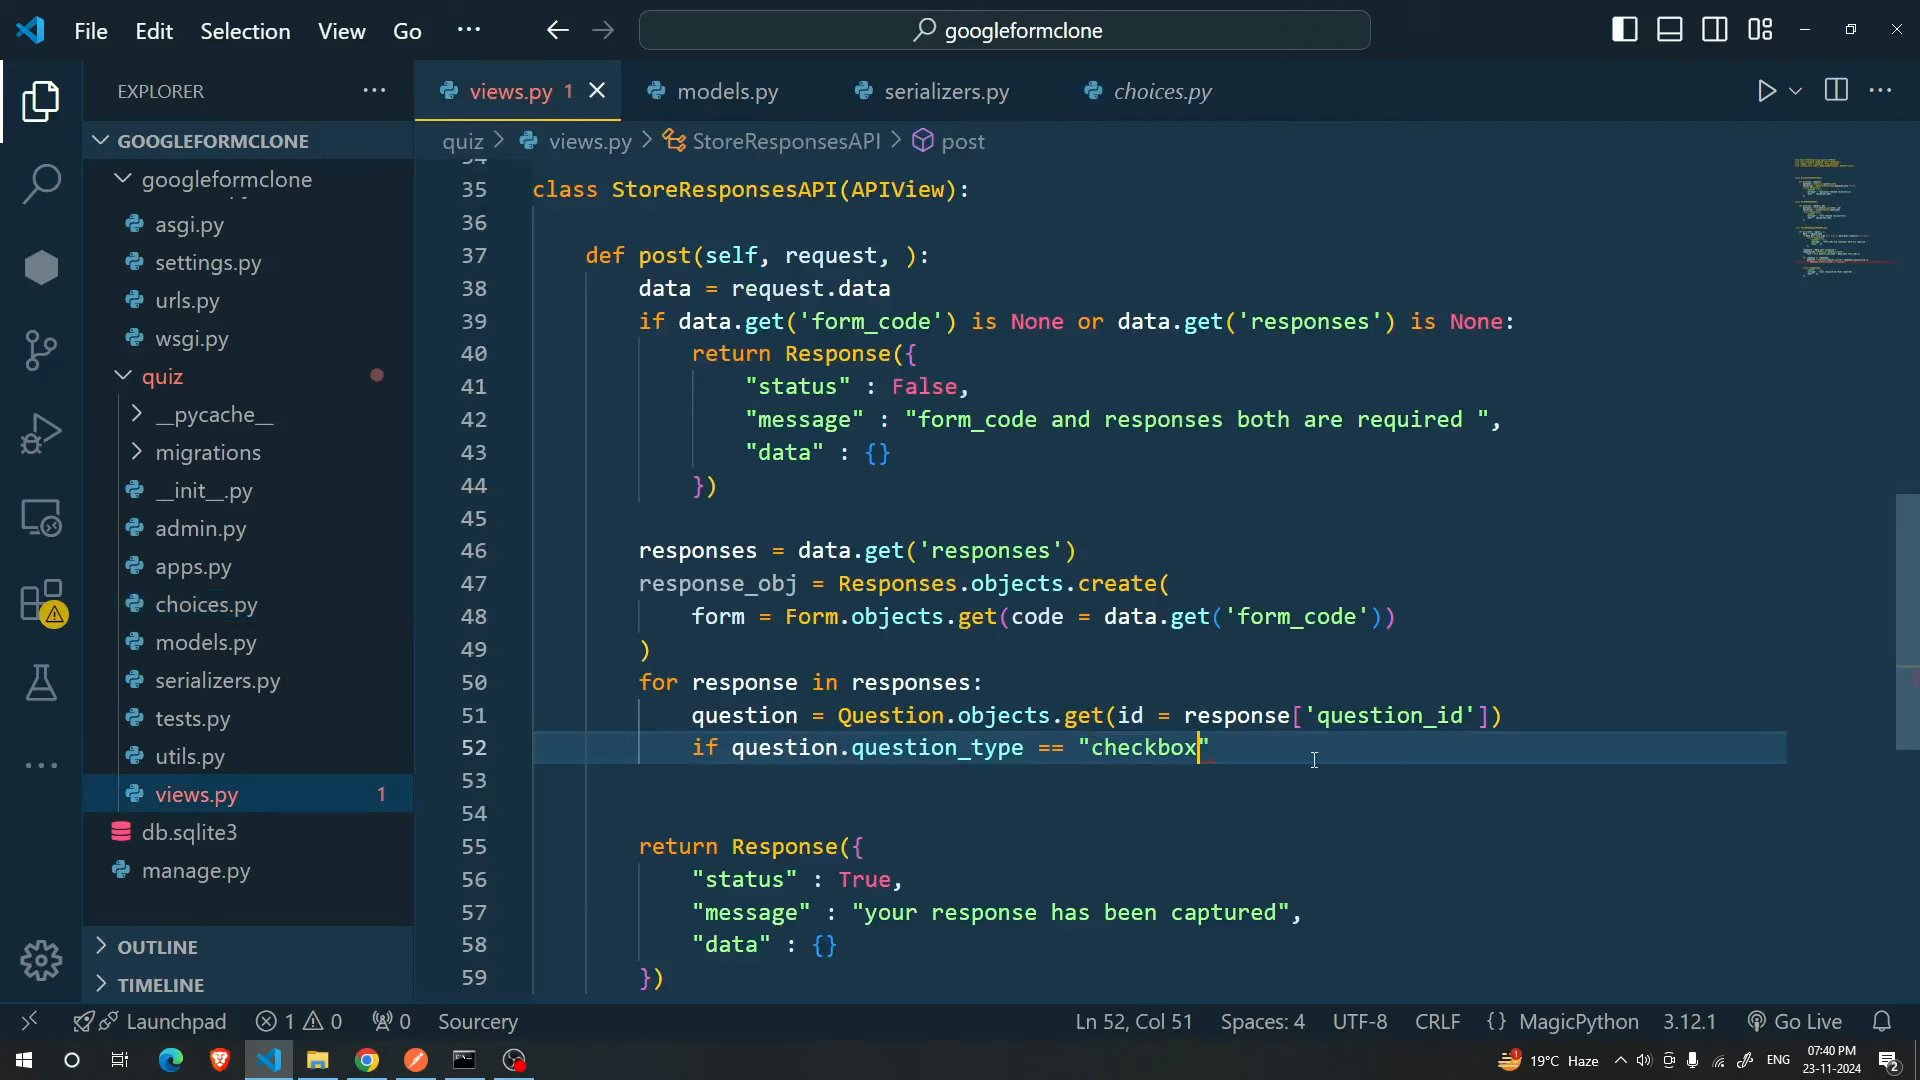 File Edit Selection View Go ··· googleformclone
EXPLORER ···
views.py 1 models.py serializers.py choices.py
GOOGLEFORMCLONE
googleformclone
asgi.py
settings.py
urls.py
wsgi.py
quiz
__pycache__
migrations
__init__.py
admin.py
apps.py
choices.py
models.py
serializers.py
tests.py
utils.py
views.py 1
db.sqlite3
manage.py
OUTLINE
TIMELINE
quiz > views.py > StoreResponsesAPI > post
34
35 class StoreResponsesAPI(APIView):
36
37 def post(self, request, ):
38 data = request.data
39 if data.get('form_code') is None or data.get('responses') is None:
40 return Response({
41 "status" : False,
42 "message" : "form_code and responses both are required ",
43 "data" : {}
44 })
45
46 responses = data.get('responses')
47 response_obj = Responses.objects.create(
48 form = Form.objects.get(code = data.get('form_code'))
49 )
50 for response in responses:
51 question = Question.objects.get(id = response['question_id'])
52 if question.question_type == "checkbox"
53
54
55 return Response({
56 "status" : True,
57 "message" : "your response has been captured",
58 "data" : {}
59 })
Launchpad 1 0 0 Sourcery Ln 52, Col 51 Spaces: 4 UTF-8 CRLF {} MagicPython 3.12.1 Go Live
1 19°C Haze ENG 07:40 PM
23-11-2024 2